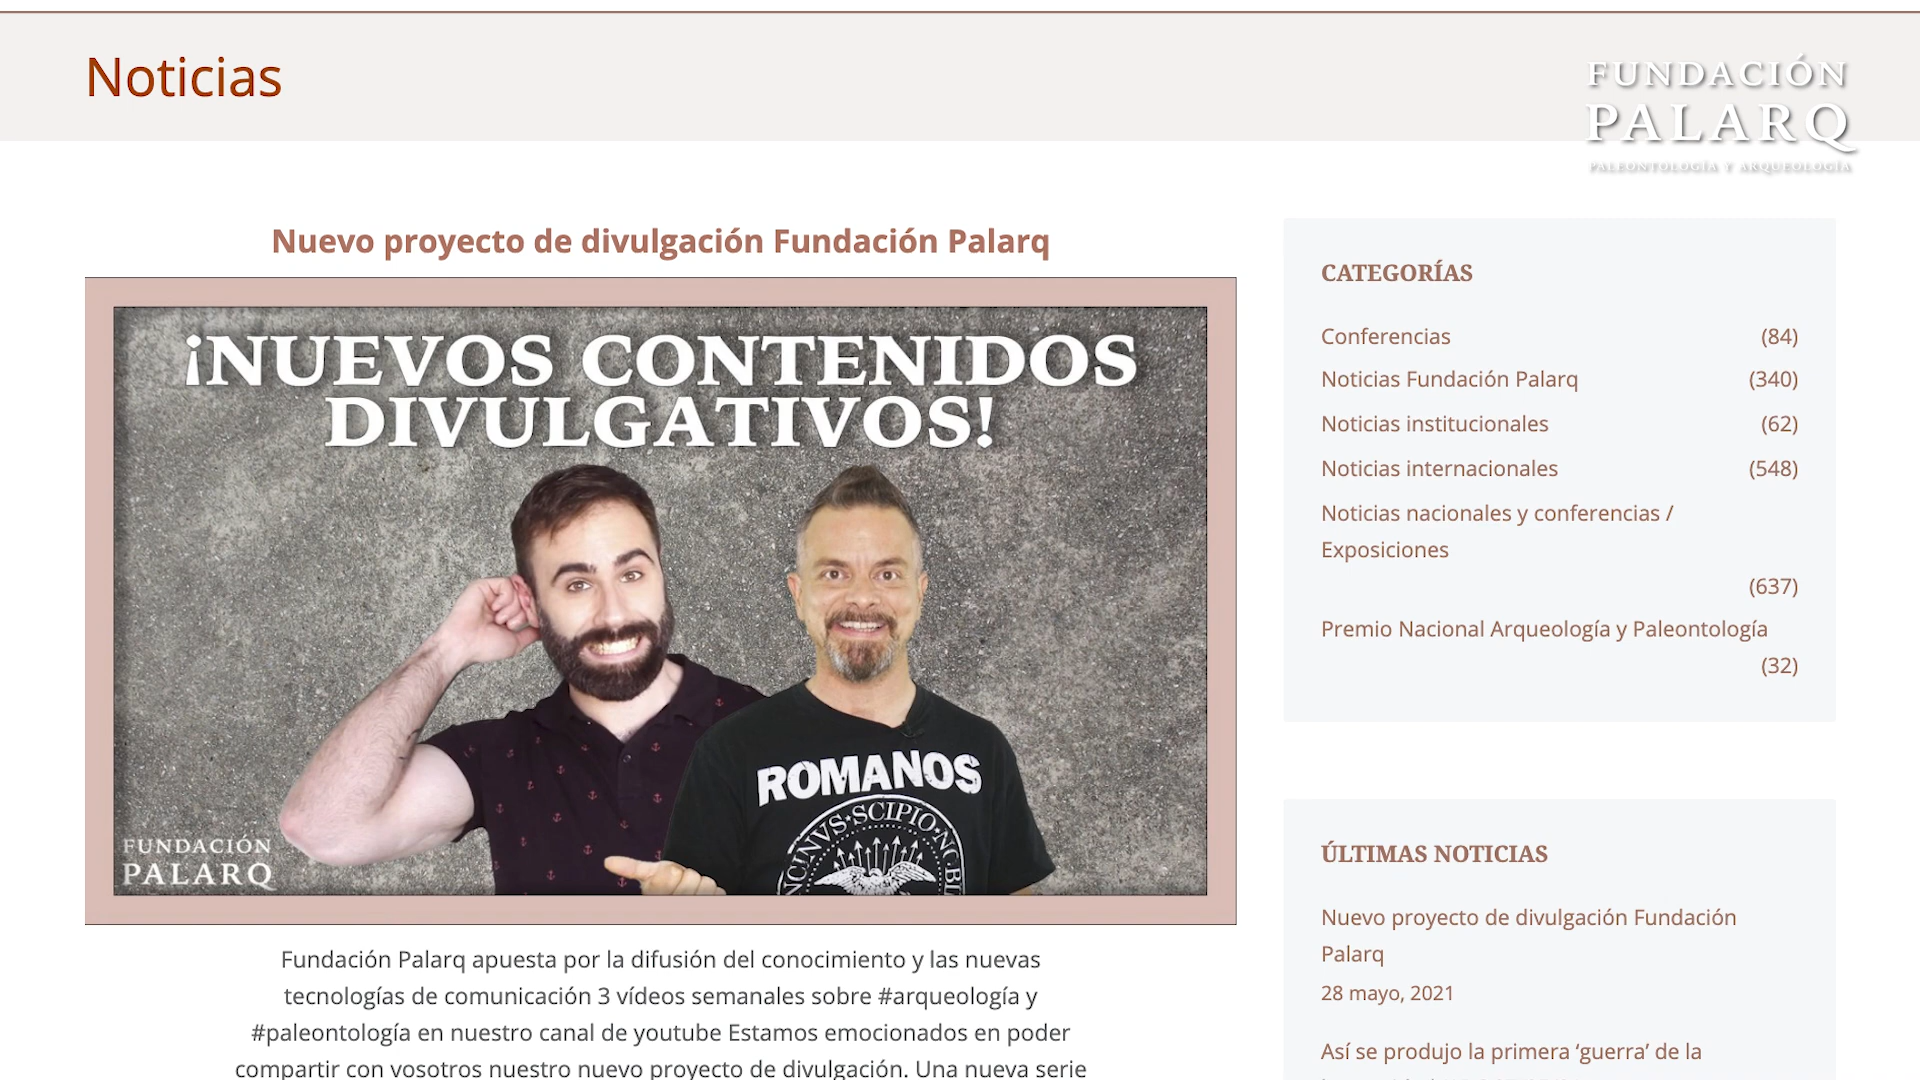 Noticias
FUNDACIÓN
PALARQ
PALEONTOLOGÍA Y ARQUEOLOGÍA
Nuevo proyecto de divulgación Fundación Palarq
¡NUEVOS CONTENIDOS
DIVULGATIVOS!
ROMANOS
SCIPIO
FUNDACIÓN
PALARQ
Fundación Palarq apuesta por la difusión del conocimiento y las nuevas
tecnologías de comunicación 3 vídeos semanales sobre #arqueología y
#paleontología en nuestro canal de youtube Estamos emocionados en poder
compartir con vosotros nuestro nuevo proyecto de divulgación. Una nueva serie
CATEGORÍAS
Conferencias (84)
Noticias Fundación Palarq (340)
Noticias institucionales (62)
Noticias internacionales (548)
Noticias nacionales y conferencias /
Exposiciones
(637)
Premio Nacional Arqueología y Paleontología
(32)
ÚLTIMAS NOTICIAS
Nuevo proyecto de divulgación Fundación
Palarq
28 mayo, 2021
Así se produjo la primera ‘guerra’ de la